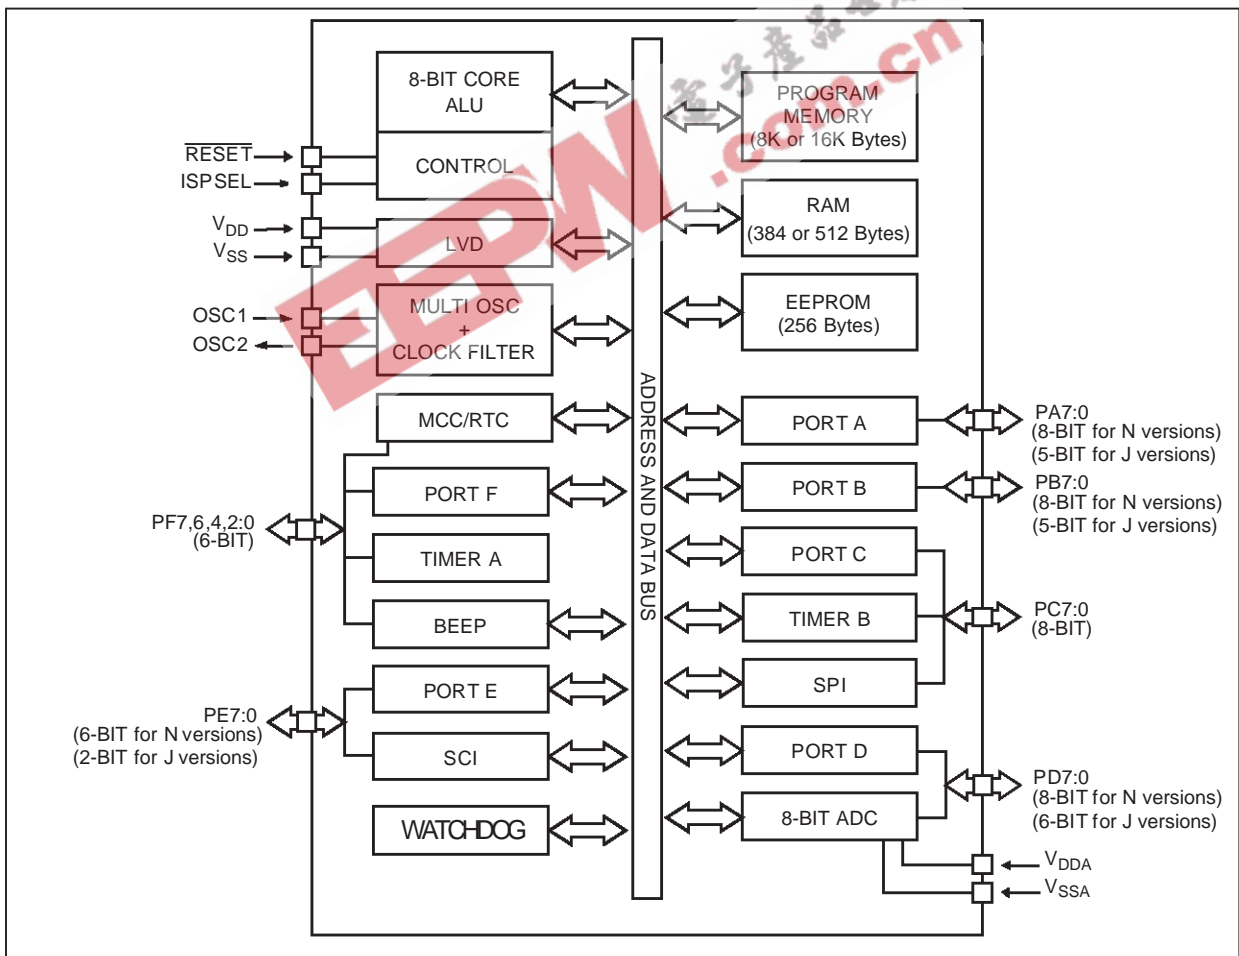 8-BIT CORE
ALU
CONTROL
RESET
ISPSEL
VDD
VSS
LVD
OSC1
OSC2
MULTI OSC
+
CLOCK FILTER
MCC/RTC
PORT F
PF7,6,4,2:0
(6-BIT)
TIMER A
BEEP
PORT E
PE7:0
(6-BIT for N versions)
(2-BIT for J versions)
SCI
WATCHDOG
ADDRESS AND DATA BUS
PROGRAM
MEMORY
(8K or 16K Bytes)
RAM
(384 or 512 Bytes)
EEPROM
(256 Bytes)
PORT A
PA7:0
(8-BIT for N versions)
(5-BIT for J versions)
PORT B
PB7:0
(8-BIT for N versions)
(5-BIT for J versions)
PORT C
TIMER B
PC7:0
(8-BIT)
SPI
PORT D
8-BIT ADC
PD7:0
(8-BIT for N versions)
(6-BIT for J versions)
VDDA
VSSA
EEPW
.com.cn
電子產品